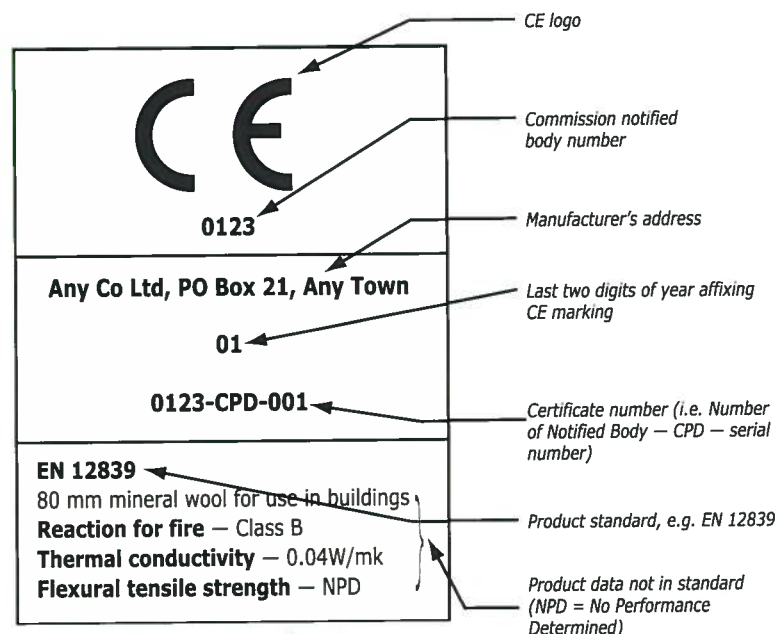 CE logo
CE
Commission notified
body number
0123
Manufacturer's address
Any Co Ltd, PO Box 21, Any Town
Last two digits of year affixing
CE marking
01
0123-CPD-001
Certificate number (i.e. Number
of Notified Body — CPD — serial
number)
EN 12839
80 mm mineral wool for use in buildings
Reaction for fire — Class B
Thermal conductivity — 0.04W/mk
Flexural tensile strength — NPD
Product standard, e.g. EN 12839
Product data not in standard
(NPD = No Performance
Determined)